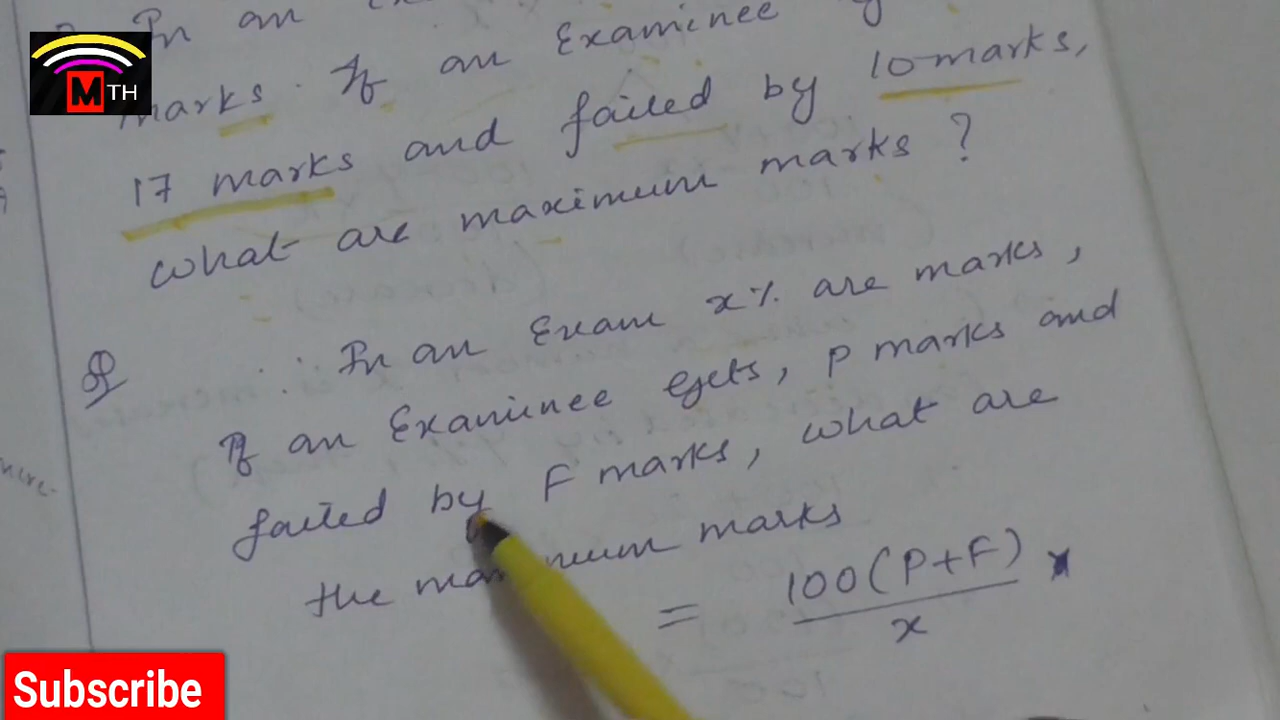 In an
marks. If an Examinee g
17 marks and failed by 10 marks,
what are maximum marks ?
Q ∴ In an Exam x% are marks,
If an Examinee gets, P marks and
failed by F marks, what are
the maximum marks
= 100(P+F)
x
MTH
Subscribe